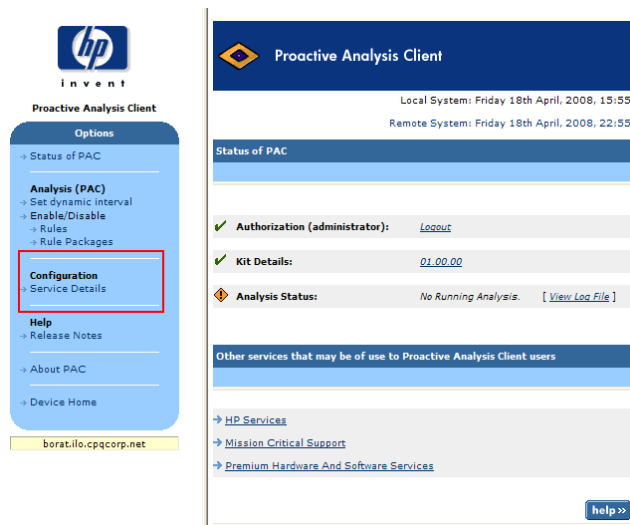 hp
invent
Proactive Analysis Client
Options
Status of PAC
Analysis (PAC)
Set dynamic interval
Enable/Disable
Rules
Rule Packages
Configuration
Service Details
Help
Release Notes
About PAC
Device Home
borat.ilo.cpqcorp.net
Proactive Analysis Client
Local System: Friday 18th April, 2008, 15:55
Remote System: Friday 18th April, 2008, 22:55
Status of PAC
Authorization (administrator): Logout
Kit Details: 01.00.00
Analysis Status: No Running Analysis. [ View Log File ]
Other services that may be of use to Proactive Analysis Client users
HP Services
Mission Critical Support
Premium Hardware And Software Services
help »